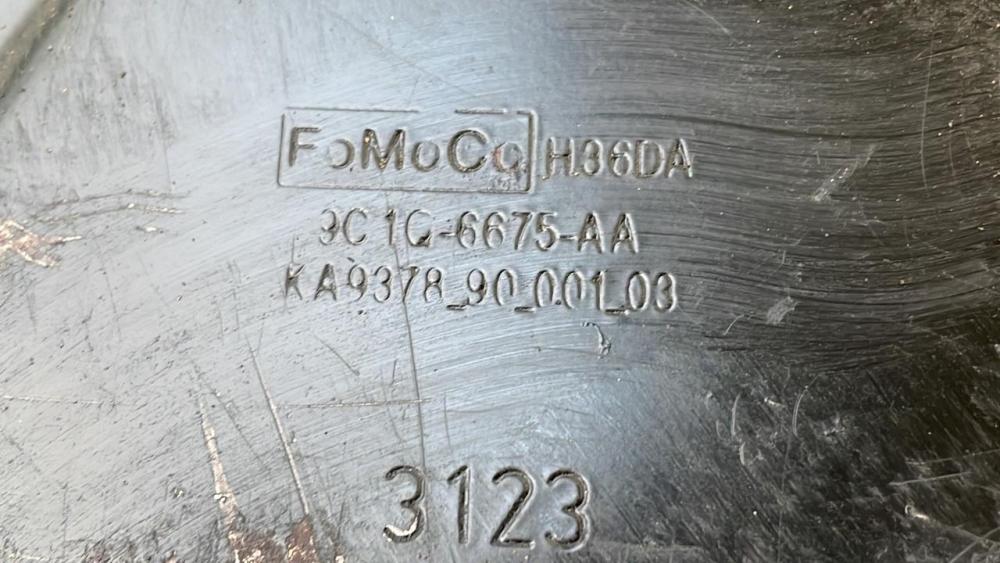 FoMoCo H36DA
3C1Q-6675-AA
KA9378_90_001_03
3123